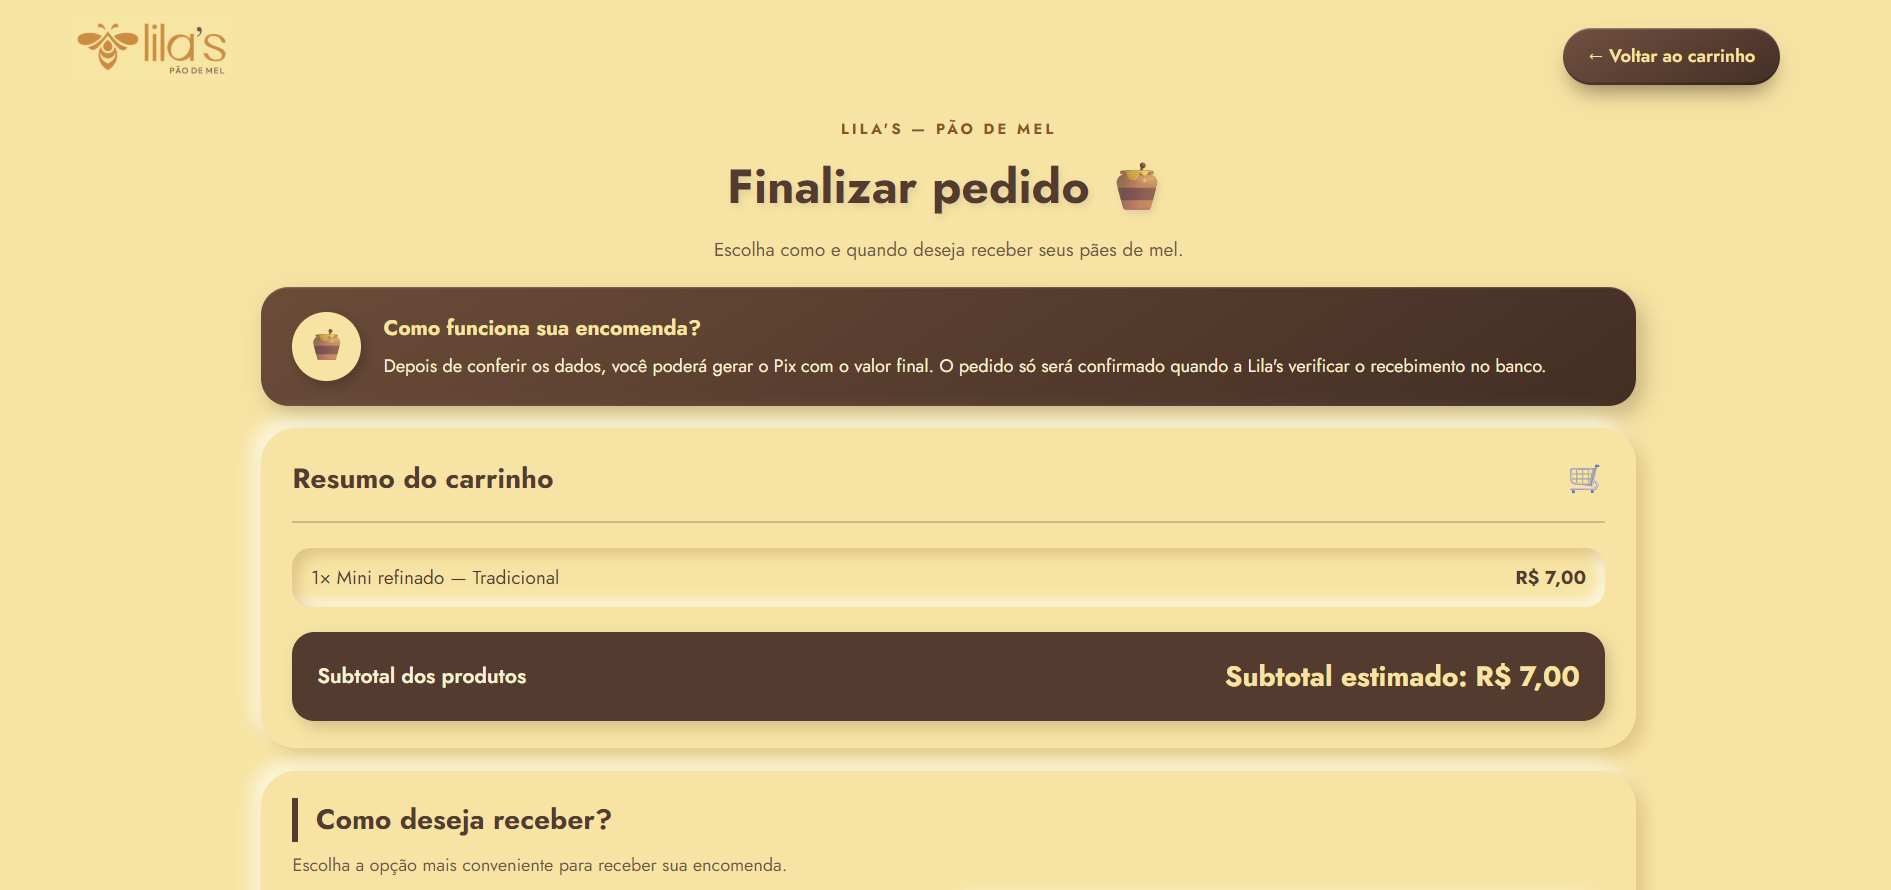 lila's
PÃO DE MEL
← Voltar ao carrinho
LILA'S — PÃO DE MEL
Finalizar pedido
Escolha como e quando deseja receber seus pães de mel.
Como funciona sua encomenda?
Depois de conferir os dados, você poderá gerar o Pix com o valor final. O pedido só será confirmado quando a Lila's verificar o recebimento no banco.
Resumo do carrinho
1× Mini refinado — Tradicional R$ 7,00
Subtotal dos produtos Subtotal estimado: R$ 7,00
Como deseja receber?
Escolha a opção mais conveniente para receber sua encomenda.